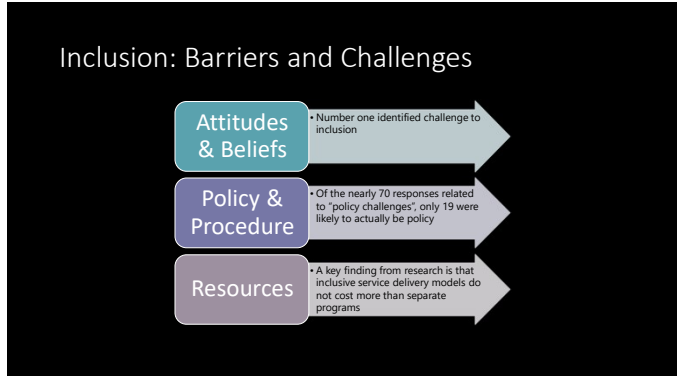 Inclusion: Barriers and Challenges
Attitudes
& Beliefs
• Number one identified challenge to
inclusion
Policy &
Procedure
• Of the nearly 70 responses related
to "policy challenges", only 19 were
likely to actually be policy
Resources
• A key finding from research is that
inclusive service delivery models do
not cost more than separate
programs